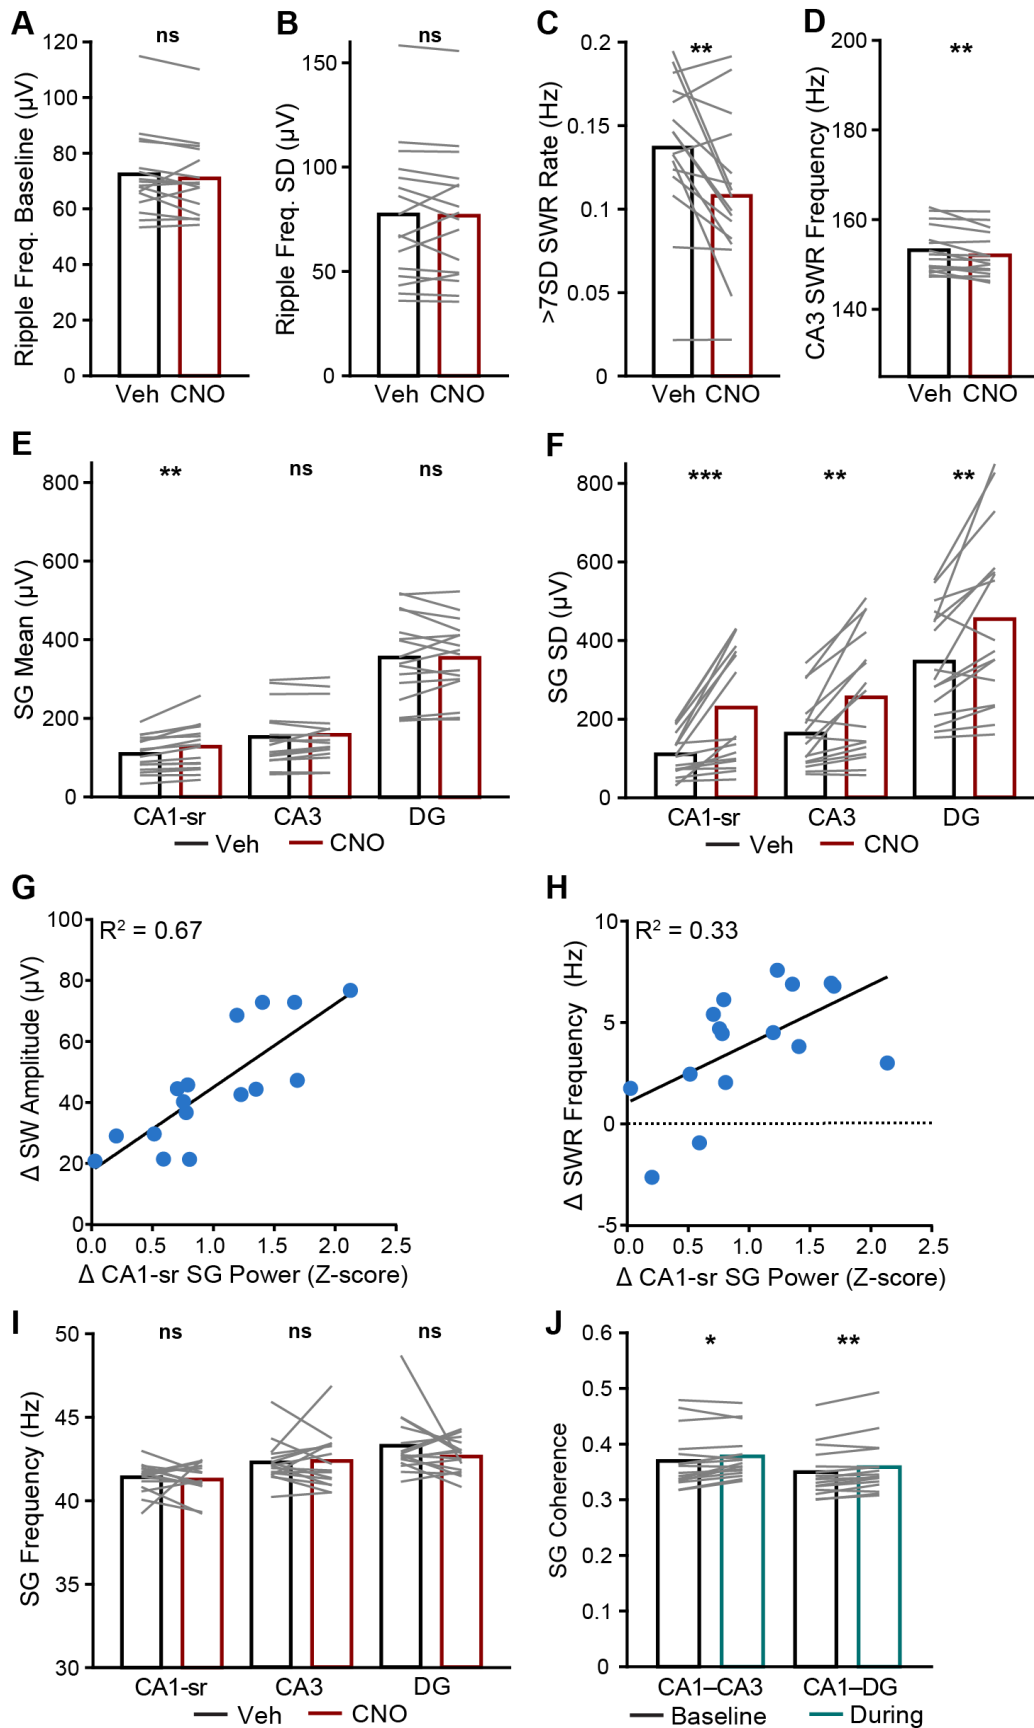 A
ns
Ripple Freq. Baseline (µV)
120
100
80
60
40
20
0
Veh CNO
B
ns
Ripple Freq. SD (µV)
150
100
50
0
Veh CNO
C
**
>7SD SWR Rate (Hz)
0.2
0.15
0.1
0.05
0
Veh CNO
D
**
CA3 SWR Frequency (Hz)
200
180
160
140
Veh CNO
E
** ns ns
SG Mean (µV)
800
600
400
200
0
CA1-sr CA3 DG
Veh CNO
F
*** ** **
SG SD (µV)
800
600
400
200
0
CA1-sr CA3 DG
Veh CNO
G
R² = 0.67
Δ SW Amplitude (µV)
100
80
60
40
20
0
0.0 0.5 1.0 1.5 2.0 2.5
Δ CA1-sr SG Power (Z-score)
H
R² = 0.33
Δ SWR Frequency (Hz)
10
5
0
-5
0.0 0.5 1.0 1.5 2.0 2.5
Δ CA1-sr SG Power (Z-score)
I
ns ns ns
SG Frequency (Hz)
50
45
40
35
30
CA1-sr CA3 DG
Veh CNO
J
* **
SG Coherence
0.6
0.5
0.4
0.3
0.2
0.1
0
CA1–CA3 CA1–DG
Baseline During